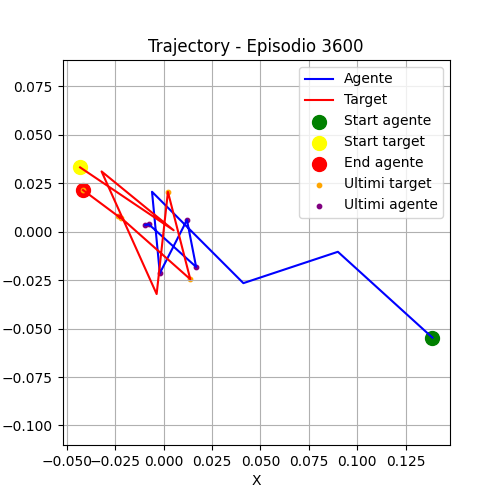 Trajectory - Episodio 3600
Agente
Target
Start agente
Start target
End agente
Ultimi target
Ultimi agente
0.075
0.050
0.025
0.000
−0.025
−0.050
−0.075
−0.100
−0.050
−0.025
0.000
0.025
0.050
0.075
0.100
0.125
X